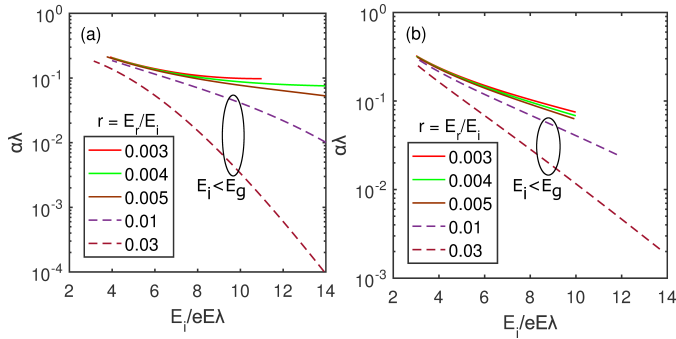 (a)
10^0
10^-1
10^-2
10^-3
10^-4
αλ
r = E_r/E_i
0.003
0.004
0.005
0.01
0.03
E_i<E_g
2 4 6 8 10 12 14
E_i/eEλ
(b)
10^0
10^-1
10^-2
10^-3
αλ
r = E_r/E_i
0.003
0.004
0.005
0.01
0.03
E_i<E_g
2 4 6 8 10 12 14
E_i/eEλ